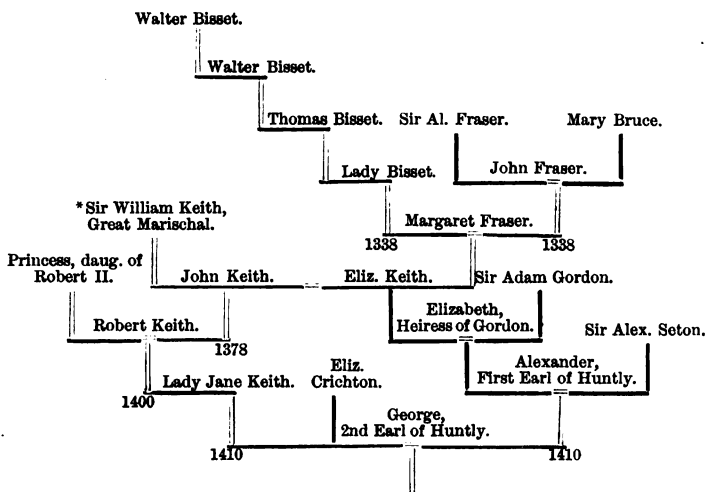 Walter Bisset.
Walter Bisset.
Thomas Bisset. Sir Al. Fraser. Mary Bruce.
Lady Bisset. John Fraser.
*Sir William Keith,
Great Marischal.
Margaret Fraser.
1338 1338
Princess, daug. of
Robert II.
John Keith. Eliz. Keith. Sir Adam Gordon.
Robert Keith.
1378
Elizabeth,
Heiress of Gordon.
Sir Alex. Seton.
Lady Jane Keith.
1400
Eliz.
Crichton.
Alexander,
First Earl of Huntly.
George,
2nd Earl of Huntly.
1410 1410